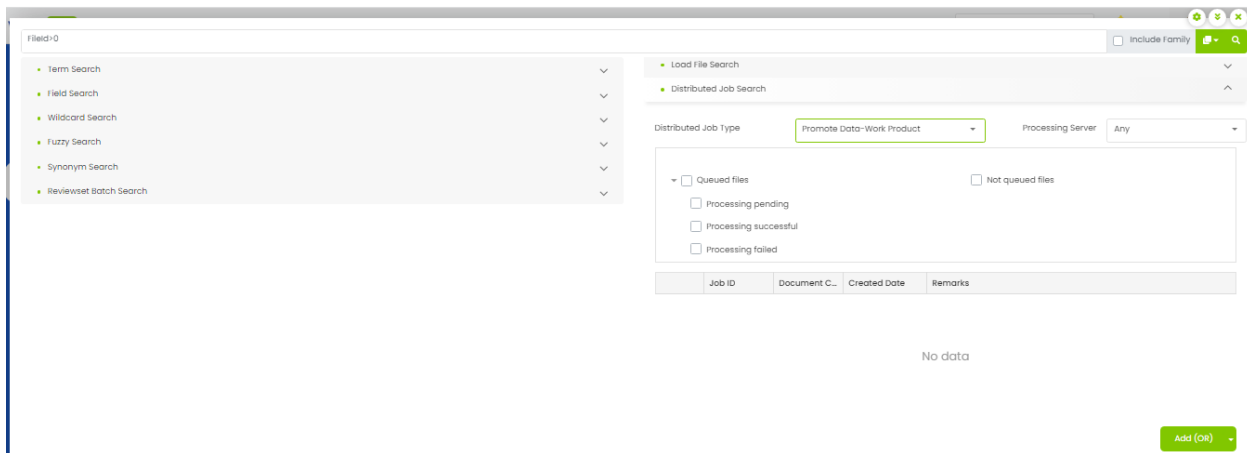 FileId>0
Include Family
Term Search
Field Search
Wildcard Search
Fuzzy Search
Synonym Search
Reviewset Batch Search
Load File Search
Distributed Job Search
Distributed Job Type
Promote Data-Work Product
Processing Server
Any
Queued files
Not queued files
Processing pending
Processing successful
Processing failed
Job ID
Document C...
Created Date
Remarks
No data
Add (OR)